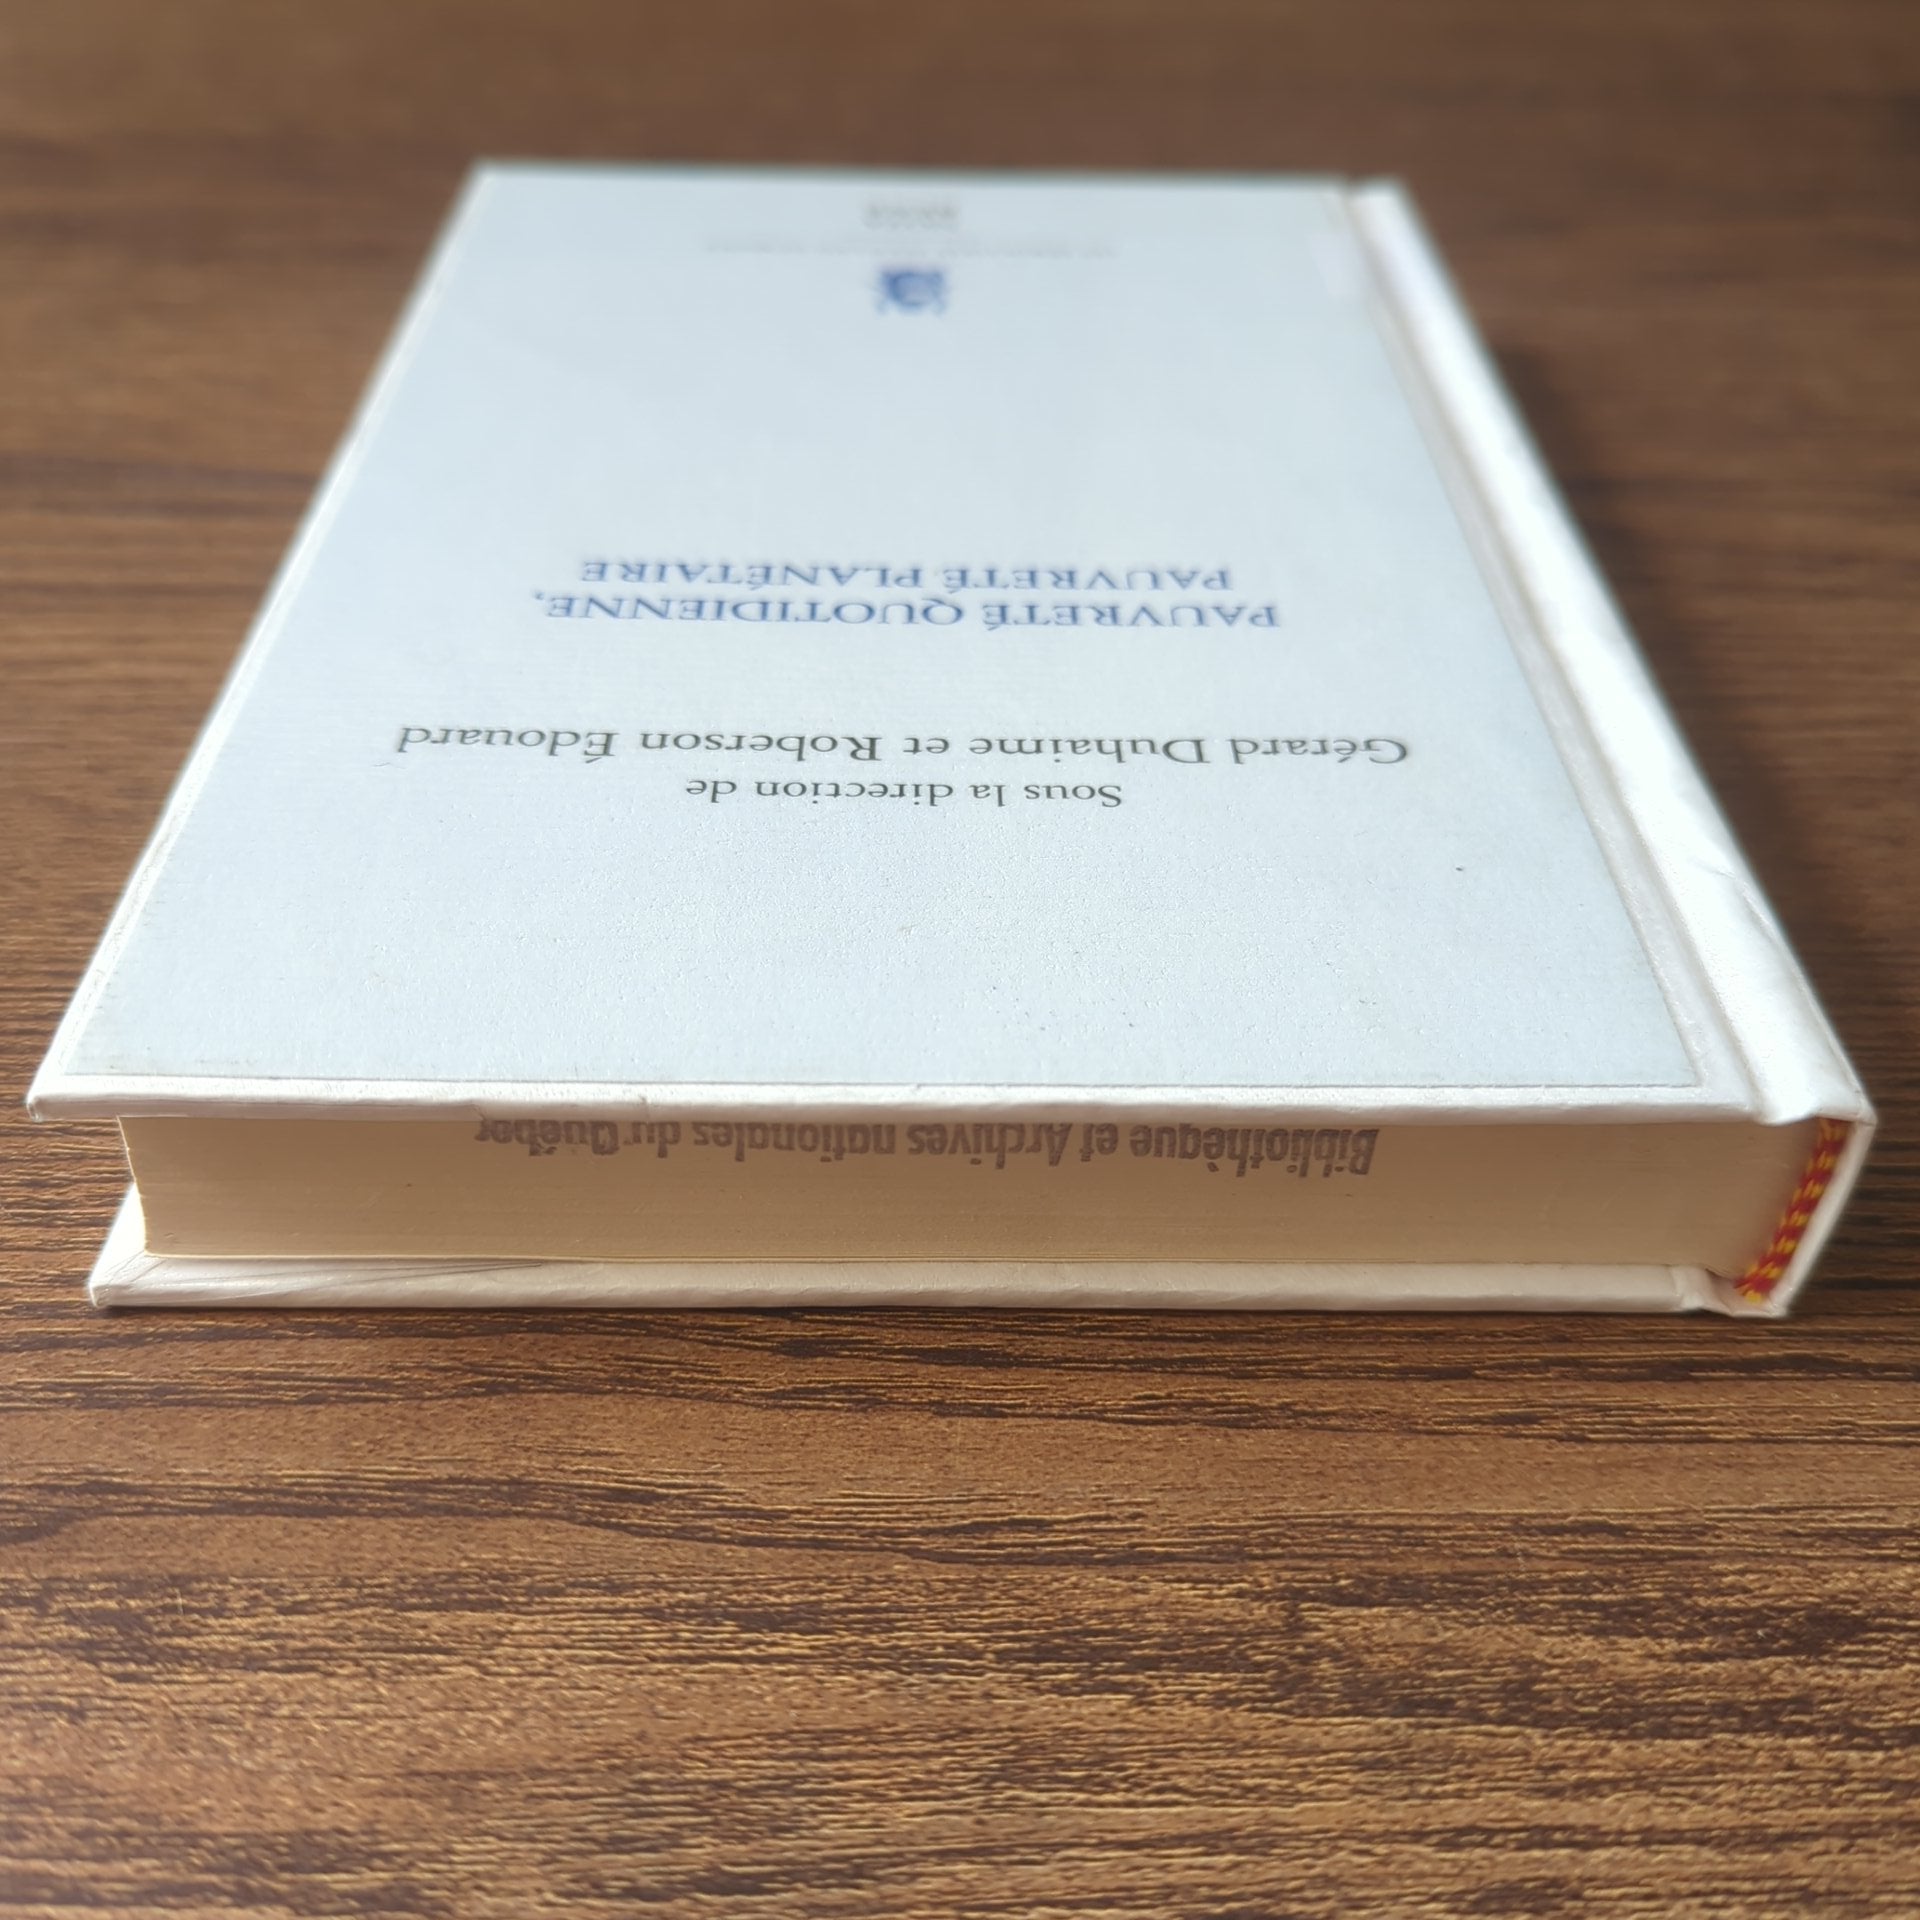 Sous la direction de
Gérard Duhaime et Roberson Édouard
PAUVRETÉ QUOTIDIENNE,
PAUVRETÉ PLANÉTAIRE
Bibliothèque et Archives nationales du Québec